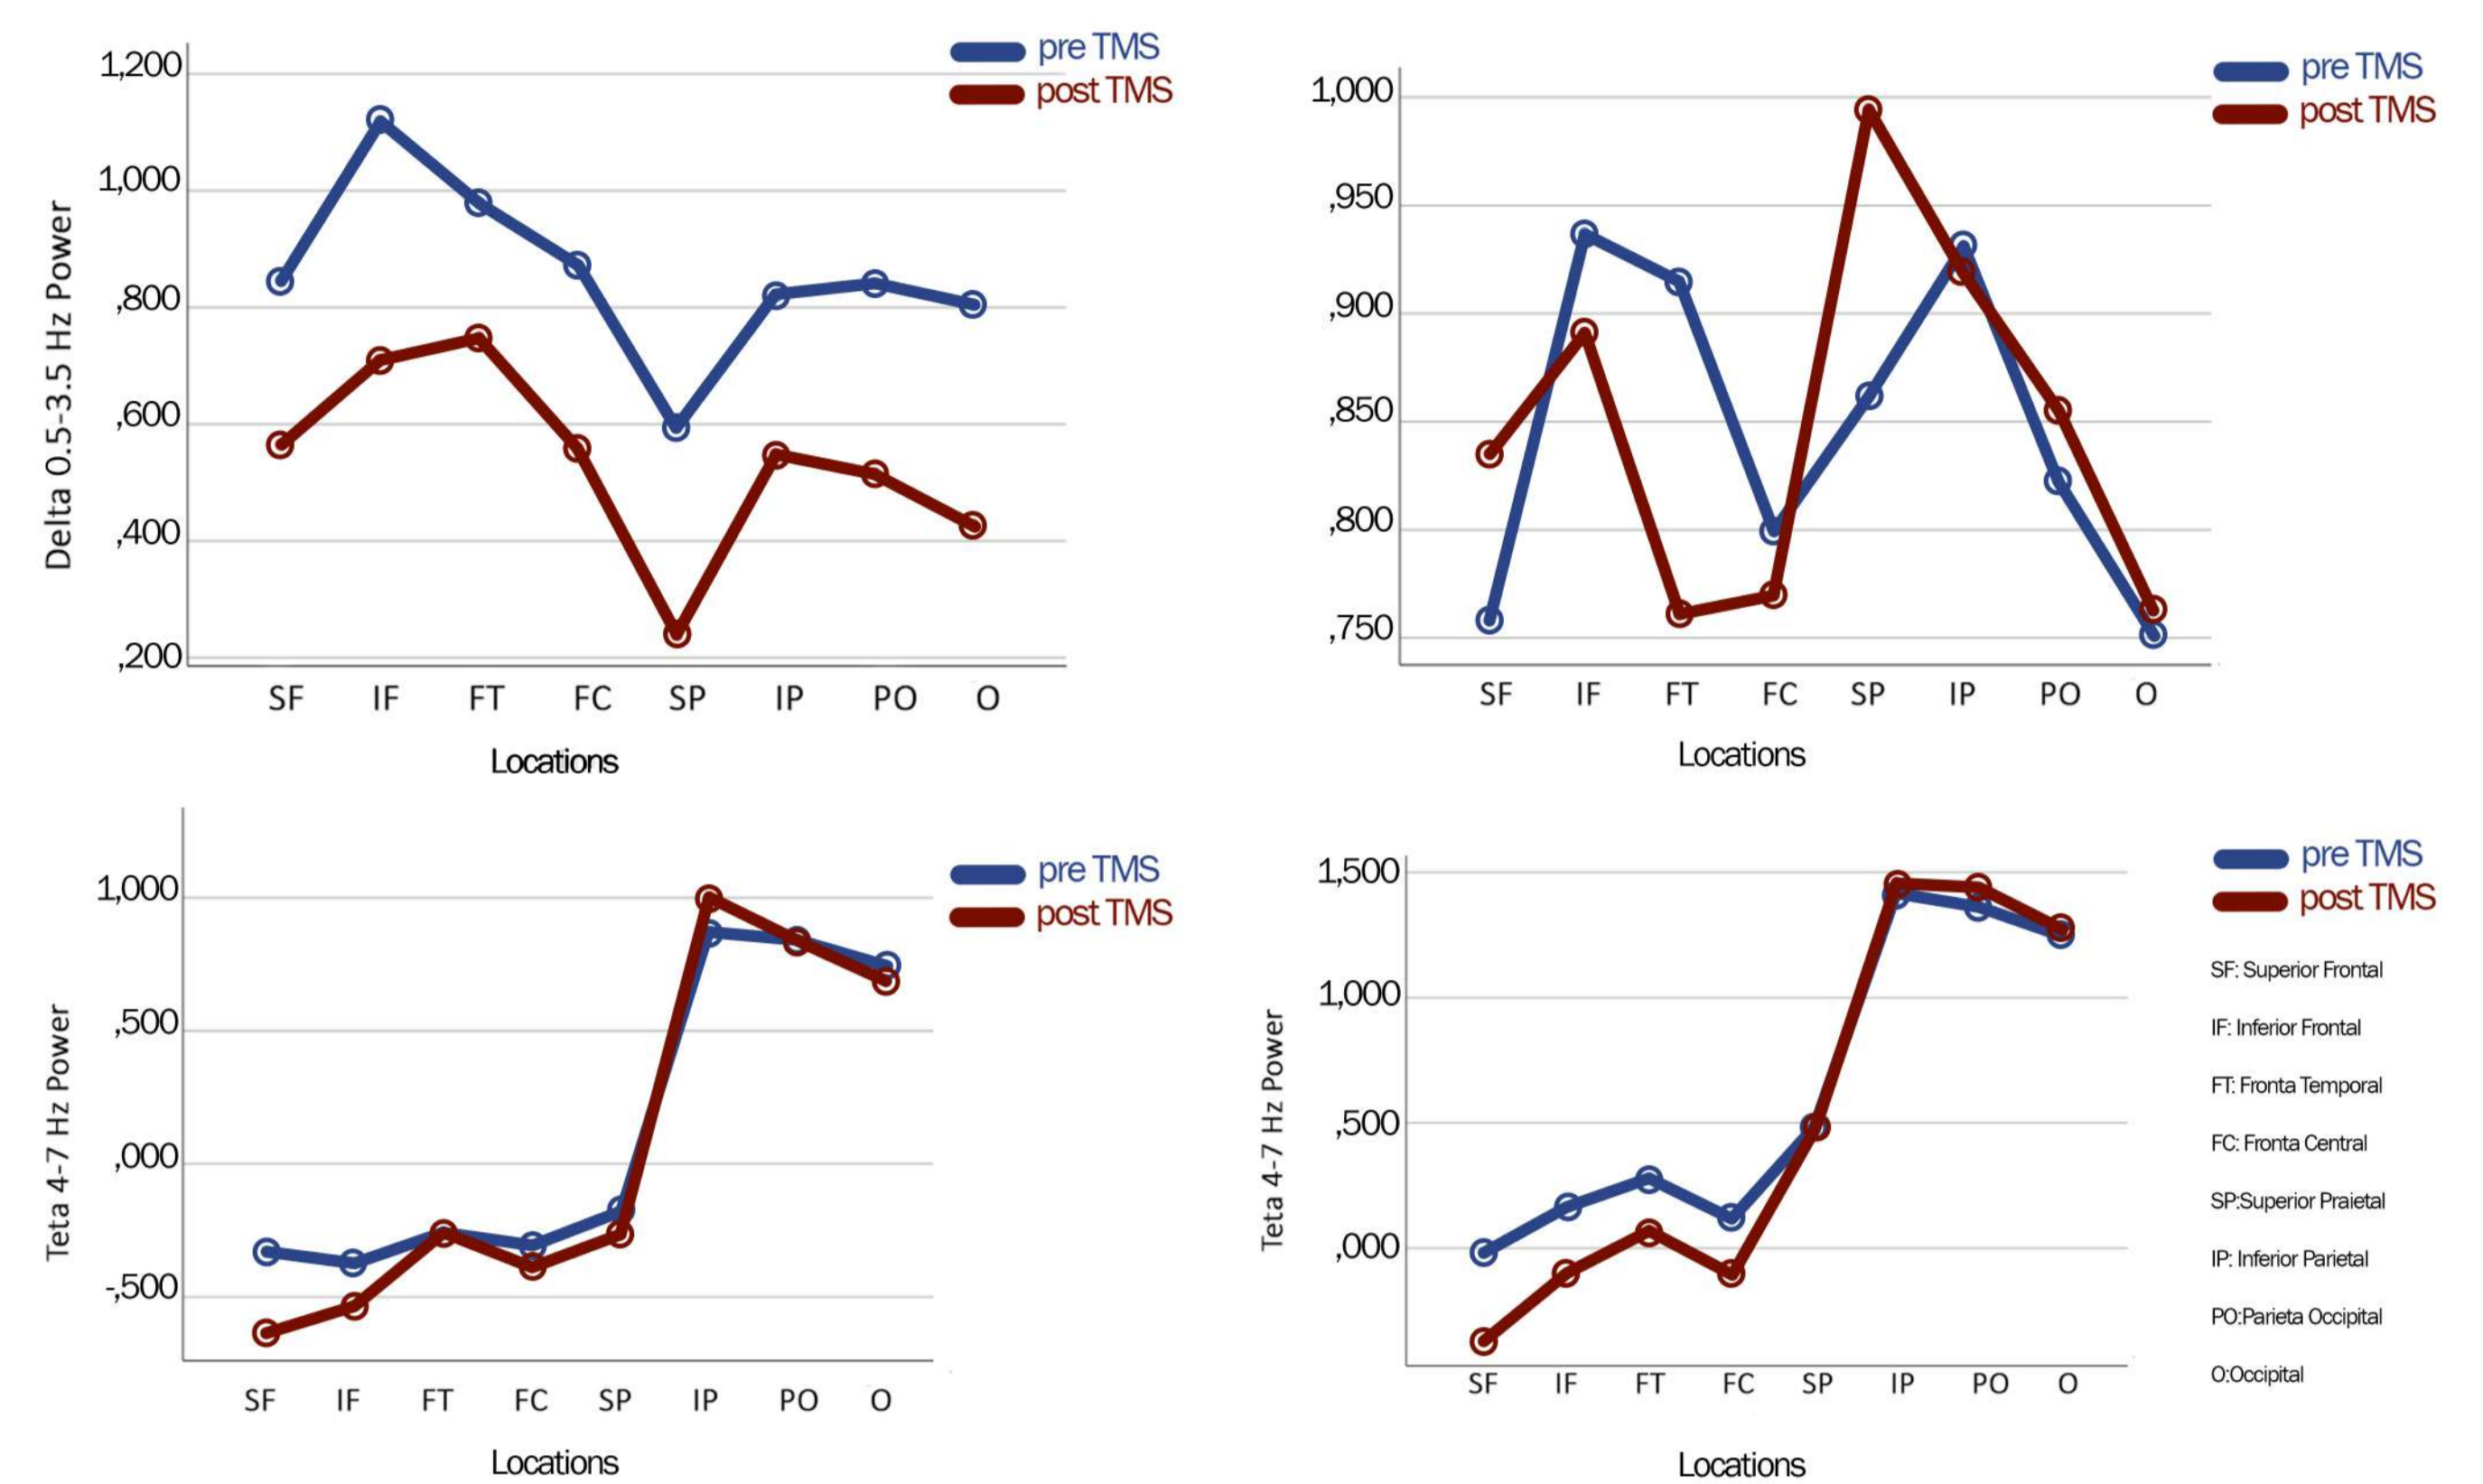 pre TMS
post TMS
1,200
1,000
,800
,600
,400
,200
Delta 0.5-3.5 Hz Power
SF IF FT FC SP IP PO O
Locations
pre TMS
post TMS
1,000
,950
,900
,850
,800
,750
SF IF FT FC SP IP PO O
Locations
pre TMS
post TMS
1,000
,500
,000
-,500
Teta 4-7 Hz Power
SF IF FT FC SP IP PO O
Locations
pre TMS
post TMS
1,500
1,000
,500
,000
Teta 4-7 Hz Power
SF IF FT FC SP IP PO O
Locations
SF: Superior Frontal
IF: Inferior Frontal
FT: Fronta Temporal
FC: Fronta Central
SP:Superior Praietal
IP: Inferior Parietal
PO:Parieta Occipital
O:Occipital